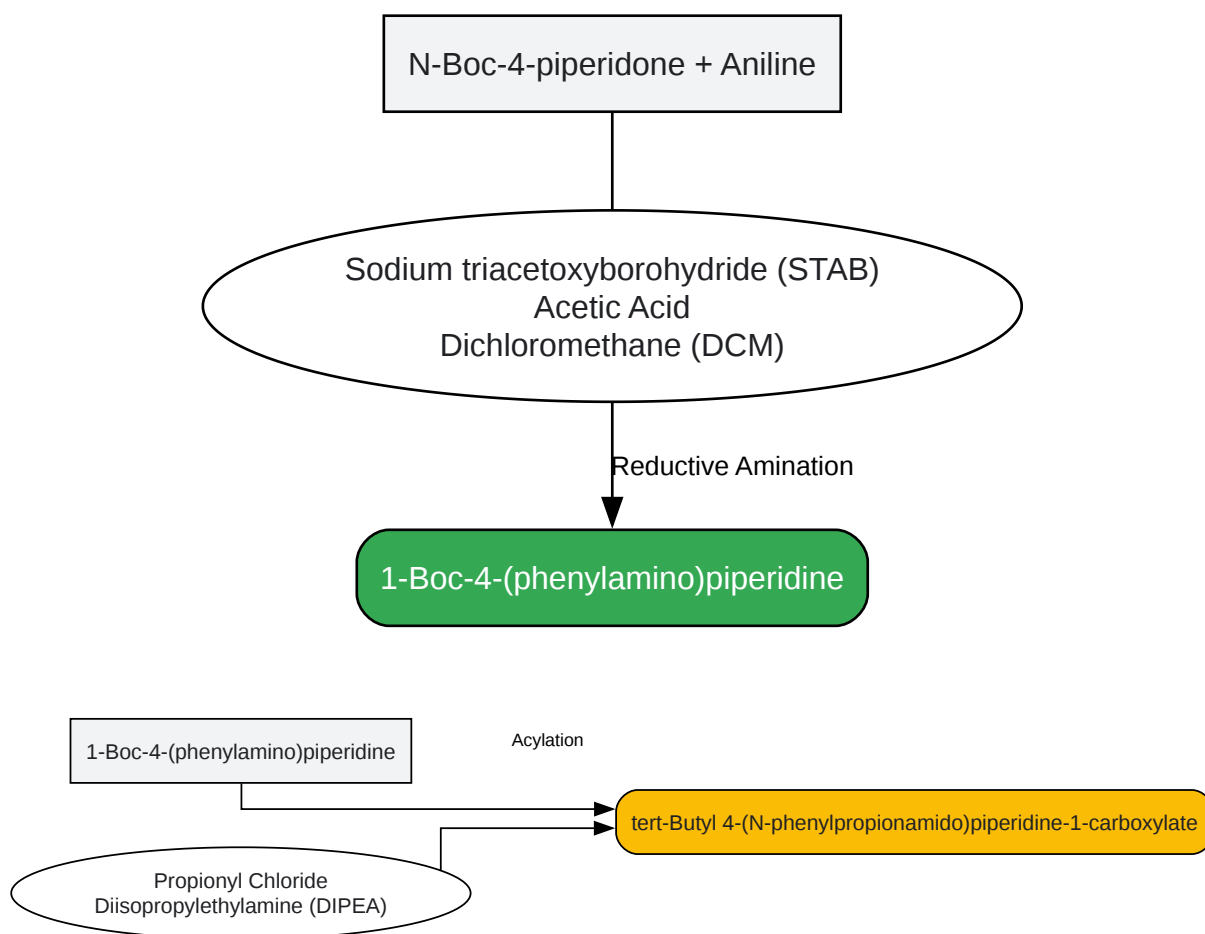 N-Boc-4-piperidone + Aniline
Sodium triacetoxyborohydride (STAB)
Acetic Acid
Dichloromethane (DCM)
Reductive Amination
1-Boc-4-(phenylamino)piperidine
1-Boc-4-(phenylamino)piperidine
Acylation
tert-Butyl 4-(N-phenylpropionamido)piperidine-1-carboxylate
Propionyl Chloride
Diisopropylethylamine (DIPEA)